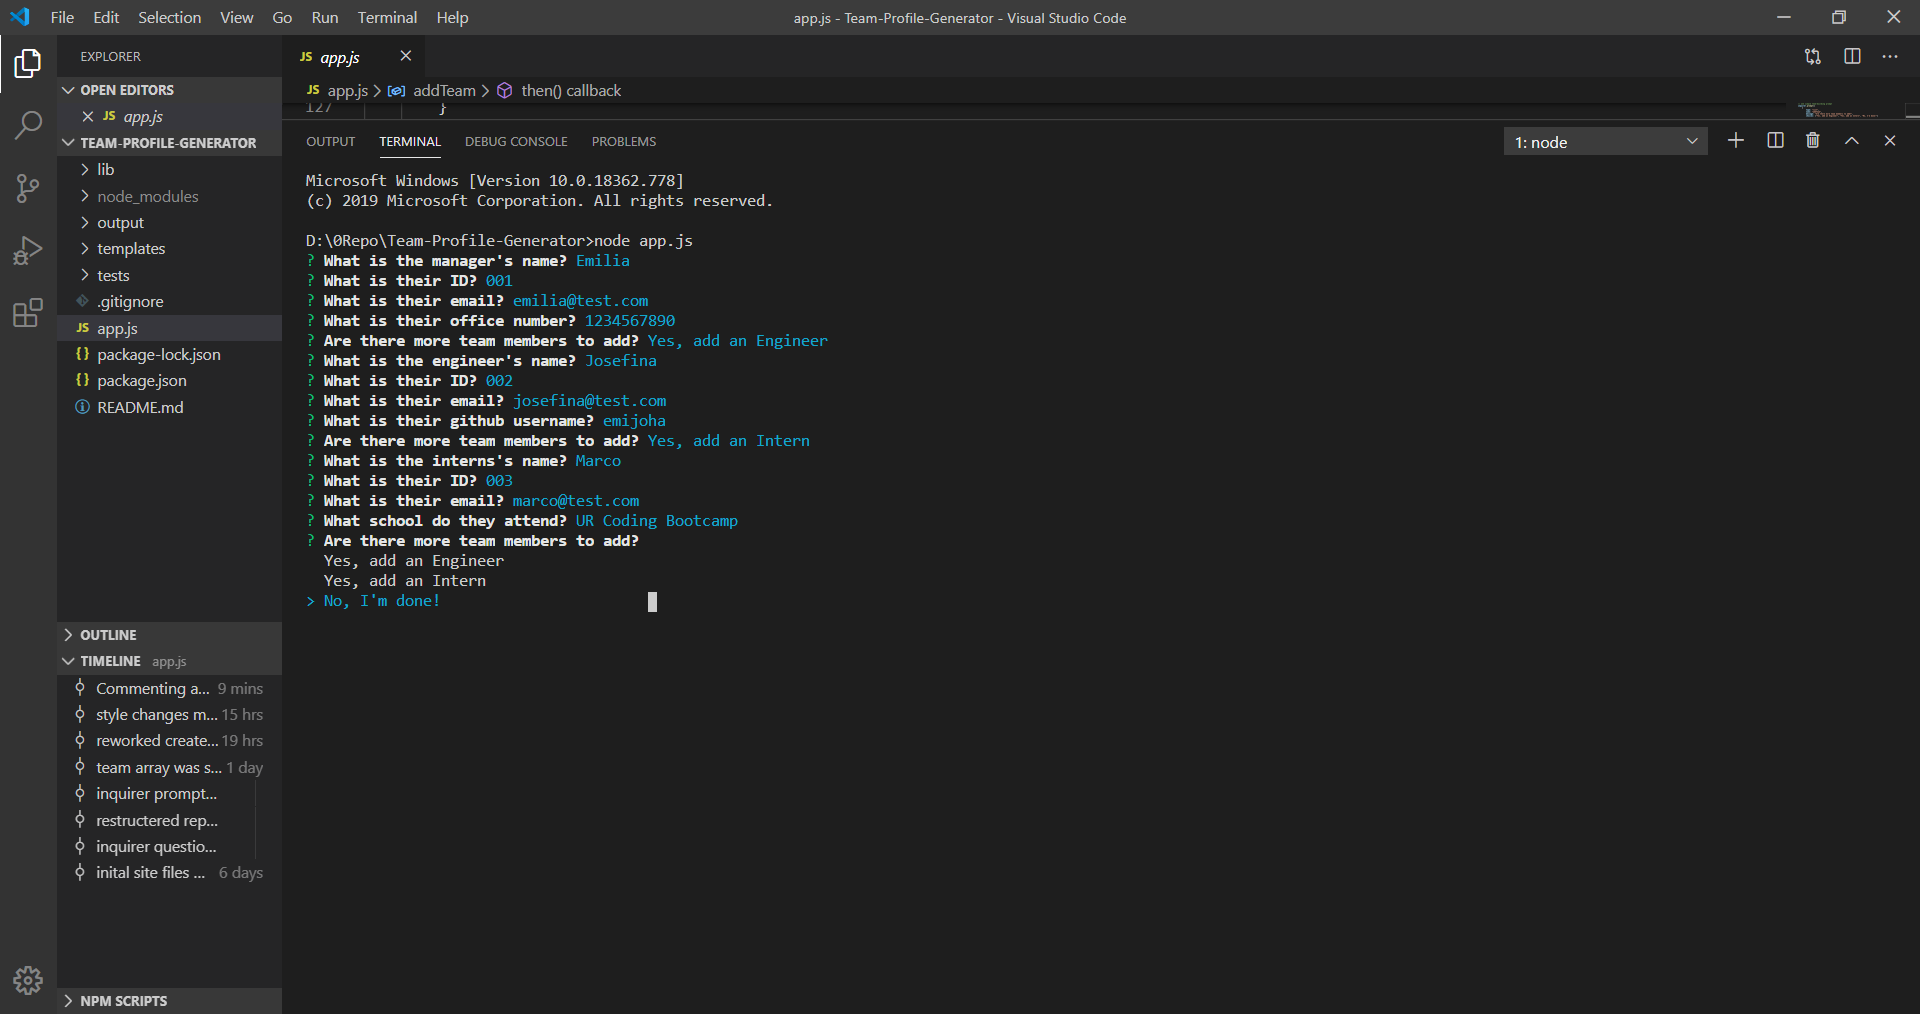 File Edit Selection View Go Run Terminal Help
app.js - Team-Profile-Generator - Visual Studio Code
EXPLORER
OPEN EDITORS
JS app.js
TEAM-PROFILE-GENERATOR
lib
node_modules
output
templates
tests
.gitignore
JS app.js
{} package-lock.json
{} package.json
README.md
OUTLINE
TIMELINE app.js
Commenting a... 9 mins
style changes m... 15 hrs
reworked create... 19 hrs
team array was s... 1 day
inquirer prompt...
restructered rep...
inquirer questio...
inital site files ... 6 days
NPM SCRIPTS
JS app.js
JS app.js > addTeam > then() callback
127 }
OUTPUT TERMINAL DEBUG CONSOLE PROBLEMS
1: node
Microsoft Windows [Version 10.0.18362.778]
(c) 2019 Microsoft Corporation. All rights reserved.
D:\0Repo\Team-Profile-Generator>node app.js
? What is the manager's name? Emilia
? What is their ID? 001
? What is their email? emilia@test.com
? What is their office number? 1234567890
? Are there more team members to add? Yes, add an Engineer
? What is the engineer's name? Josefina
? What is their ID? 002
? What is their email? josefina@test.com
? What is their github username? emijoha
? Are there more team members to add? Yes, add an Intern
? What is the interns's name? Marco
? What is their ID? 003
? What is their email? marco@test.com
? What school do they attend? UR Coding Bootcamp
? Are there more team members to add?
Yes, add an Engineer
Yes, add an Intern
> No, I'm done!